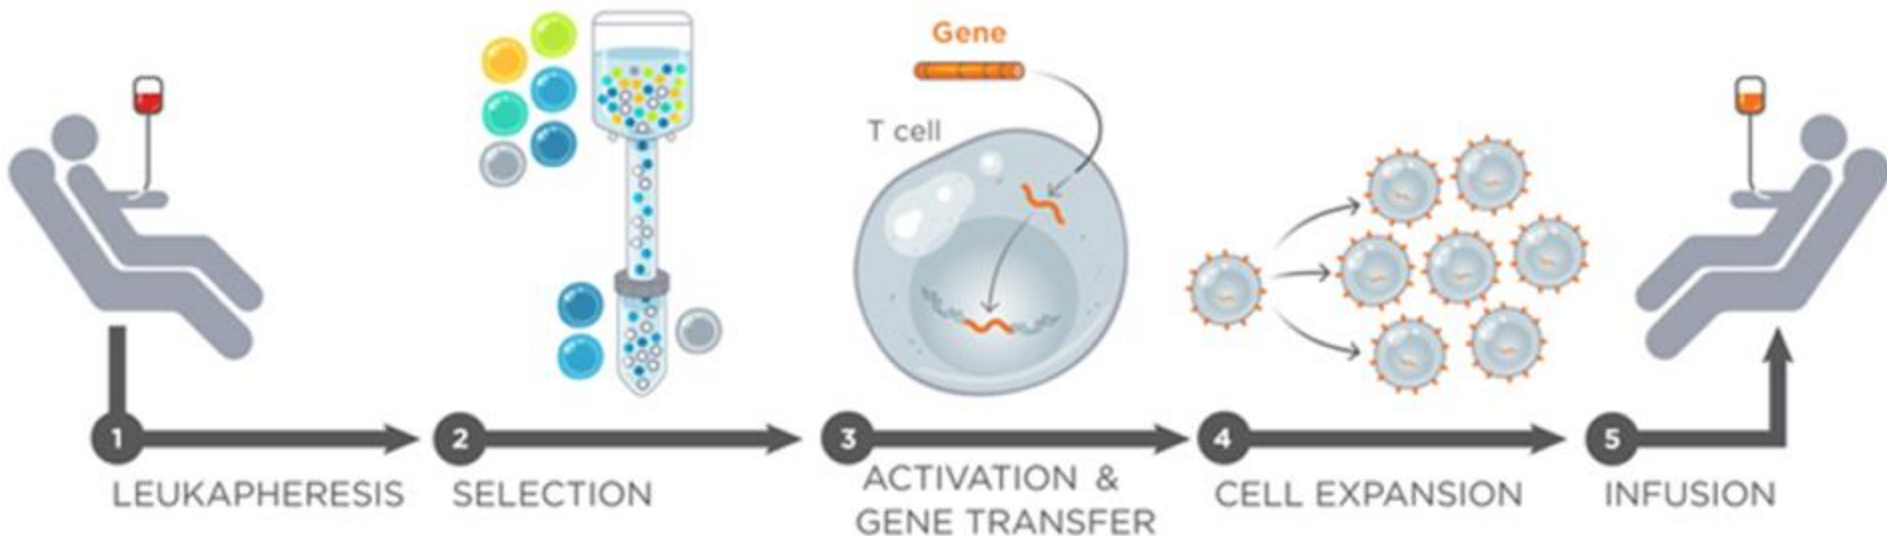 Gene
T cell
1
LEUKAPHERESIS
2
SELECTION
3
ACTIVATION &
GENE TRANSFER
4
CELL EXPANSION
5
INFUSION